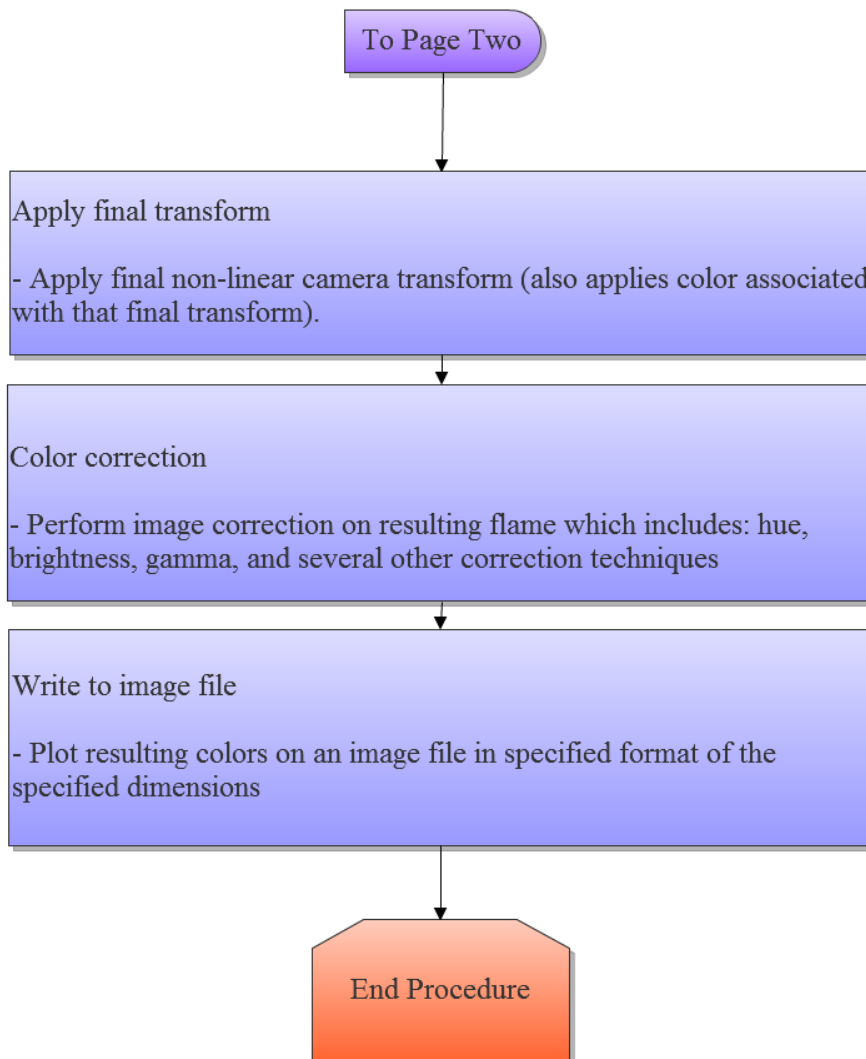 To Page Two
Apply final transform
- Apply final non-linear camera transform (also applies color associated
with that final transform).
Color correction
- Perform image correction on resulting flame which includes: hue,
brightness, gamma, and several other correction techniques
Write to image file
- Plot resulting colors on an image file in specified format of the
specified dimensions
End Procedure